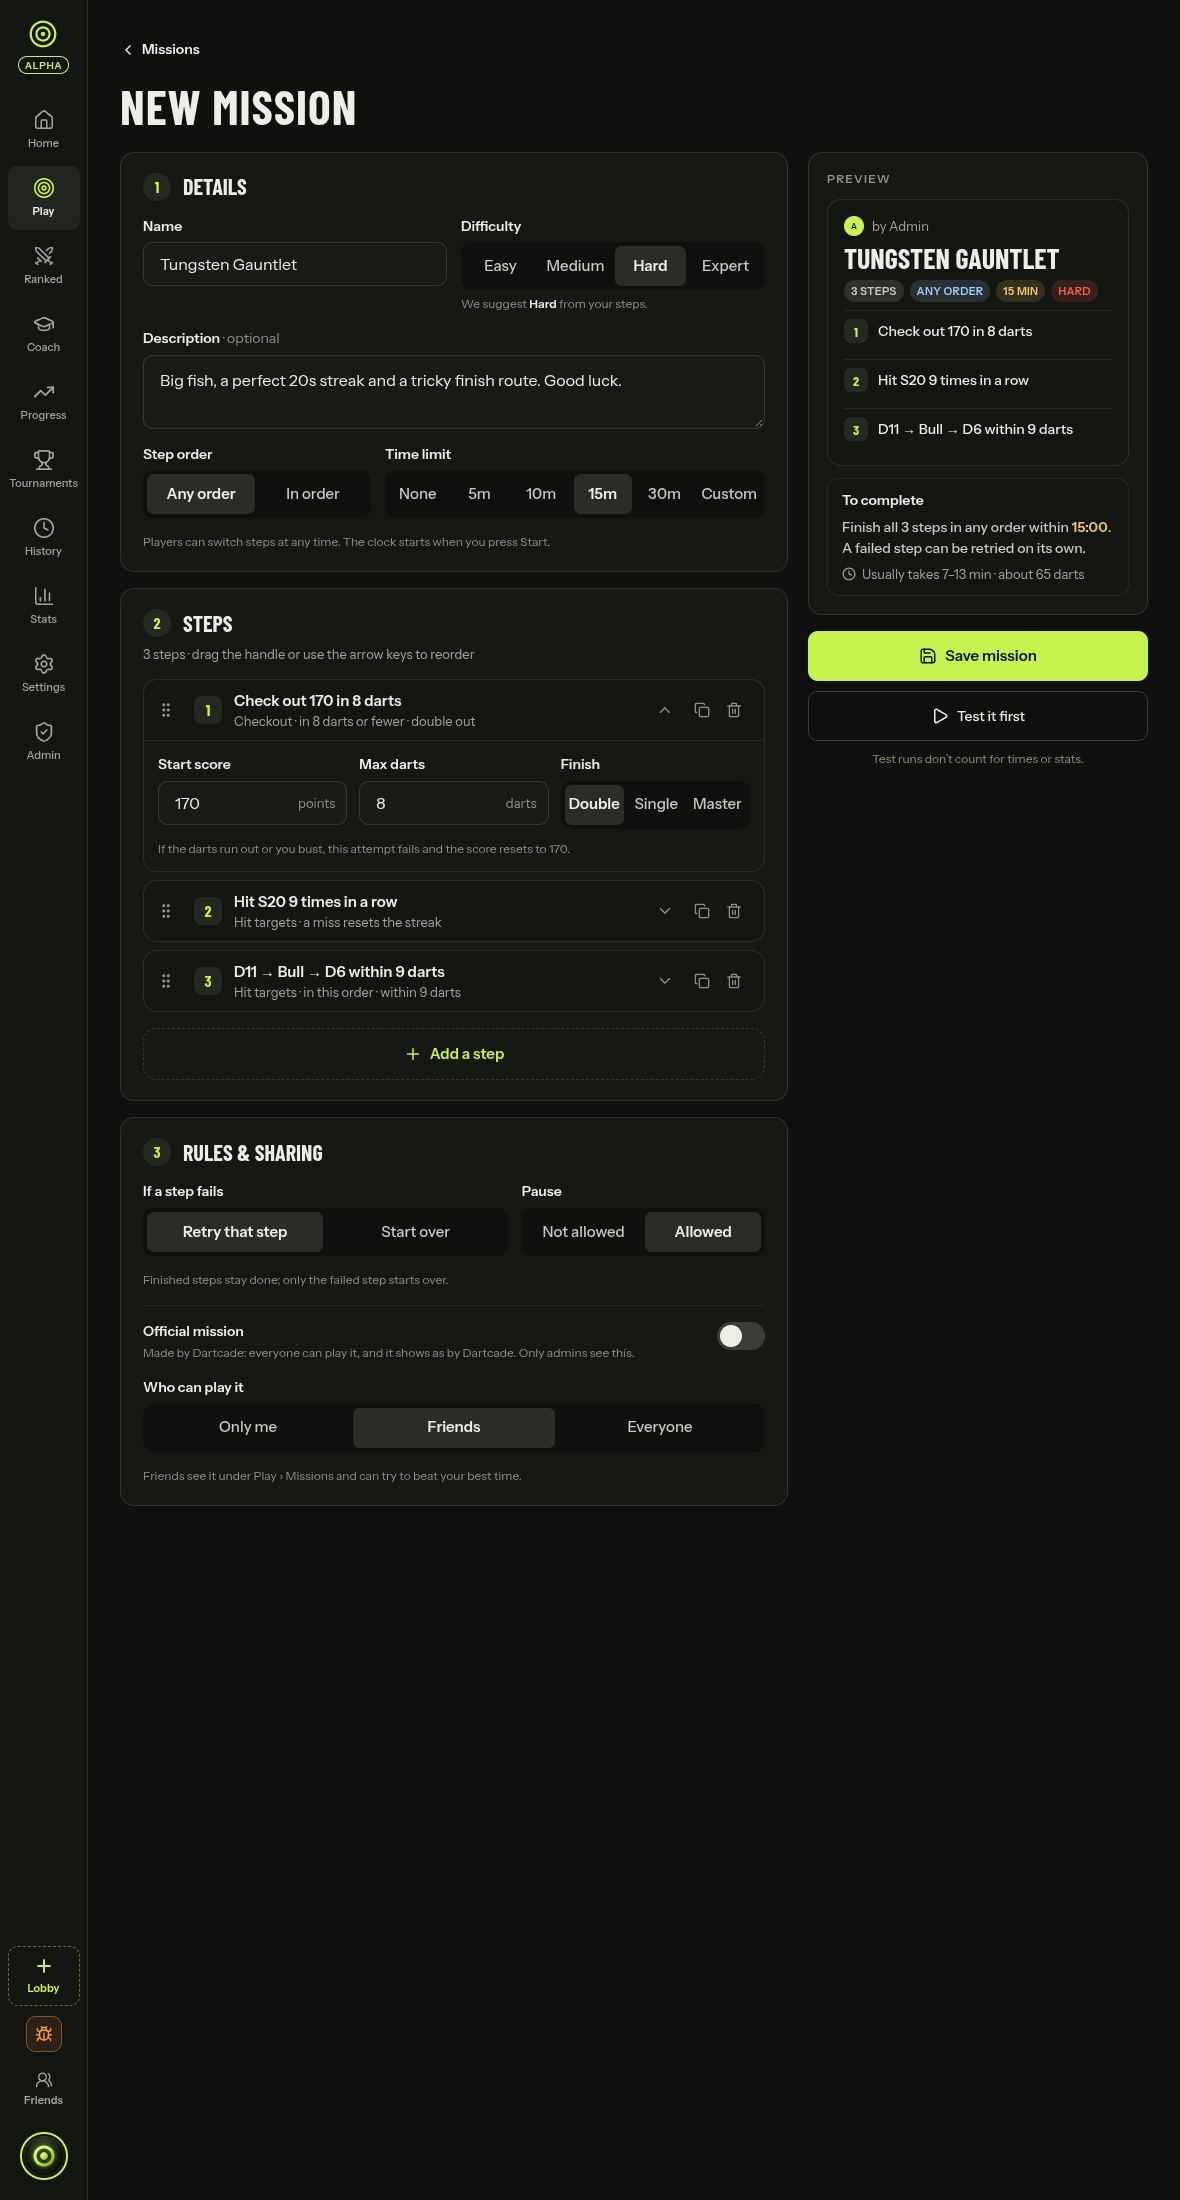 ALPHA
Home
Play
Ranked
Coach
Progress
Tournaments
History
Stats
Settings
Admin
Lobby
Friends
Missions
NEW MISSION
1 DETAILS
Name
Tungsten Gauntlet
Difficulty
Easy Medium Hard Expert
We suggest Hard from your steps.
Description · optional
Big fish, a perfect 20s streak and a tricky finish route. Good luck.
Step order
Any order In order
Time limit
None 5m 10m 15m 30m Custom
Players can switch steps at any time. The clock starts when you press Start.
2 STEPS
3 steps · drag the handle or use the arrow keys to reorder
1 Check out 170 in 8 darts
Checkout · in 8 darts or fewer · double out
Start score
170 points
Max darts
8 darts
Finish
Double Single Master
If the darts run out or you bust, this attempt fails and the score resets to 170.
2 Hit S20 9 times in a row
Hit targets · a miss resets the streak
3 D11 → Bull → D6 within 9 darts
Hit targets · in this order · within 9 darts
Add a step
3 RULES & SHARING
If a step fails
Retry that step Start over
Pause
Not allowed Allowed
Finished steps stay done; only the failed step starts over.
Official mission
Made by Dartcade: everyone can play it, and it shows as by Dartcade. Only admins see this.
Who can play it
Only me Friends Everyone
Friends see it under Play › Missions and can try to beat your best time.
PREVIEW
A by Admin
TUNGSTEN GAUNTLET
3 STEPS ANY ORDER 15 MIN HARD
1 Check out 170 in 8 darts
2 Hit S20 9 times in a row
3 D11 → Bull → D6 within 9 darts
To complete
Finish all 3 steps in any order within 15:00.
A failed step can be retried on its own.
Usually takes 7–13 min · about 65 darts
Save mission
Test it first
Test runs don't count for times or stats.